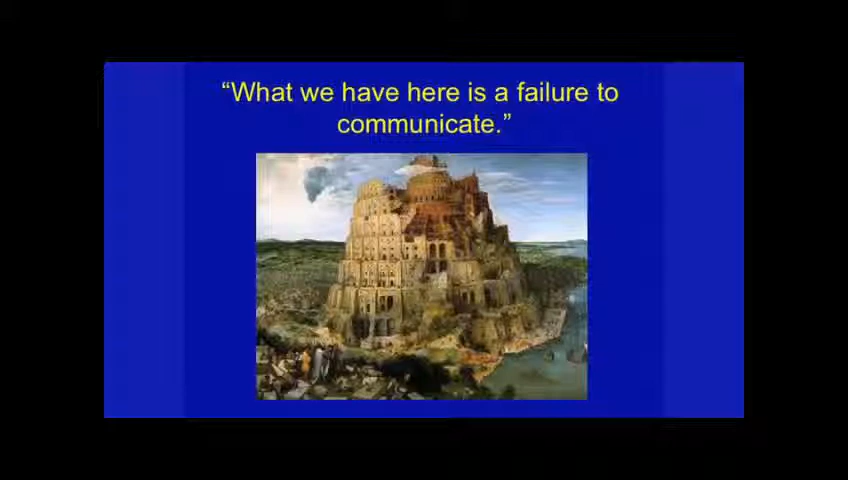 “What we have here is a failure to
communicate.”